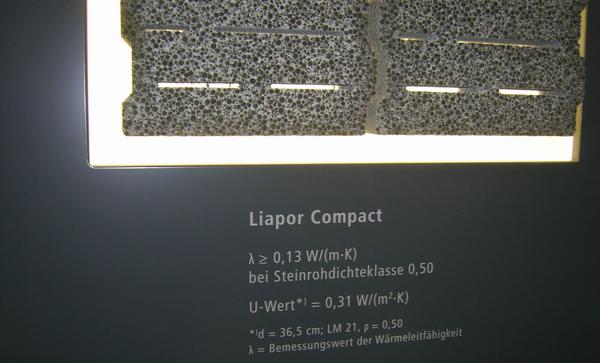 Liapor Compact
λ ≥ 0,13 W/(m·K)
bei Steinrohdichteklasse 0,50
U-Wert*⁾ = 0,31 W/(m²·K)
*⁾d = 36,5 cm; LM 21, ρ = 0,50
λ = Bemessungswert der Wärmeleitfähigkeit